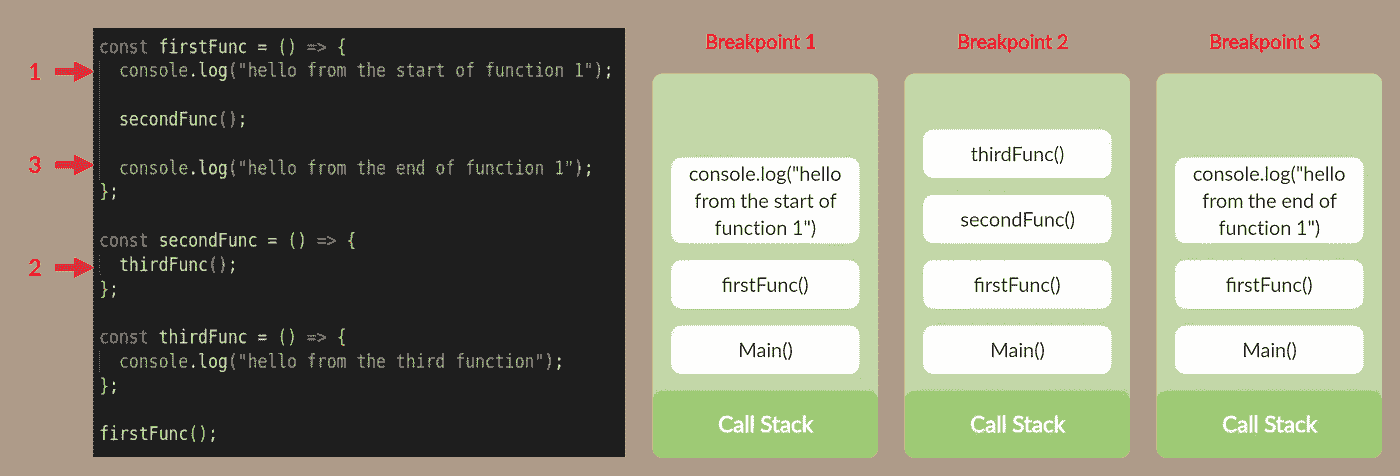 const firstFunc = () => {
1
console.log("hello from the start of function 1");
secondFunc();
3
console.log("hello from the end of function 1");
};
const secondFunc = () => {
2
thirdFunc();
};
const thirdFunc = () => {
console.log("hello from the third function");
};
firstFunc();
Breakpoint 1
console.log("hello
from the start of
function 1")
firstFunc()
Main()
Call Stack
Breakpoint 2
thirdFunc()
secondFunc()
firstFunc()
Main()
Call Stack
Breakpoint 3
console.log("hello
from the end of
function 1")
firstFunc()
Main()
Call Stack